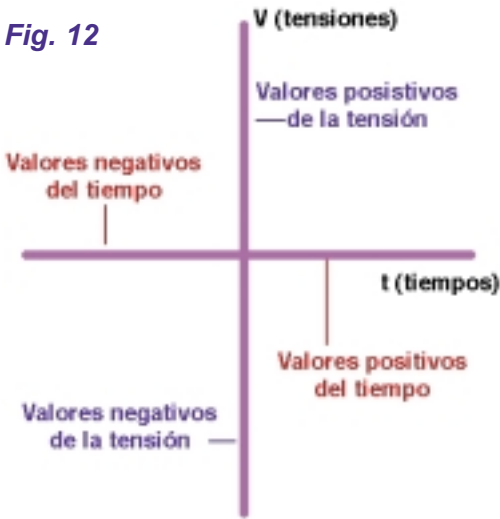 Fig. 12
V (tensiones)
Valores posistivos
de la tensión
Valores negativos
del tiempo
t (tiempos)
Valores positivos
del tiempo
Valores negativos
de la tensión